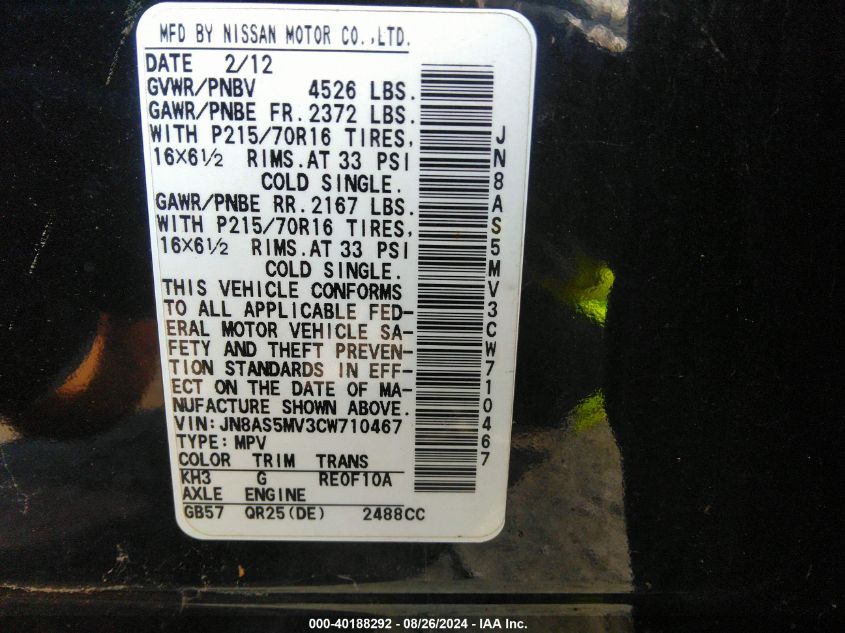 MFD BY NISSAN MOTOR CO.,LTD.
DATE 2/12
GVWR/PNBV 4526 LBS.
GAWR/PNBE FR.2372 LBS.
WITH P215/70R16 TIRES,
16×6½ RIMS.AT 33 PSI
COLD SINGLE.
GAWR/PNBE RR.2167 LBS.
WITH P215/70R16 TIRES,
16×6½ RIMS.AT 33 PSI
COLD SINGLE.
THIS VEHICLE CONFORMS
TO ALL APPLICABLE FED-
ERAL MOTOR VEHICLE SA-
FETY AND THEFT PREVEN-
TION STANDARDS IN EFF-
ECT ON THE DATE OF MA-
NUFACTURE SHOWN ABOVE.
VIN:JN8AS5MV3CW710467
TYPE:MPV
COLOR TRIM TRANS
KH3 G RE0F10A
AXLE ENGINE
GB57 QR25(DE) 2488CC
JN8AS5MV3CW710467
000-40188292 - 08/26/2024 - IAA Inc.